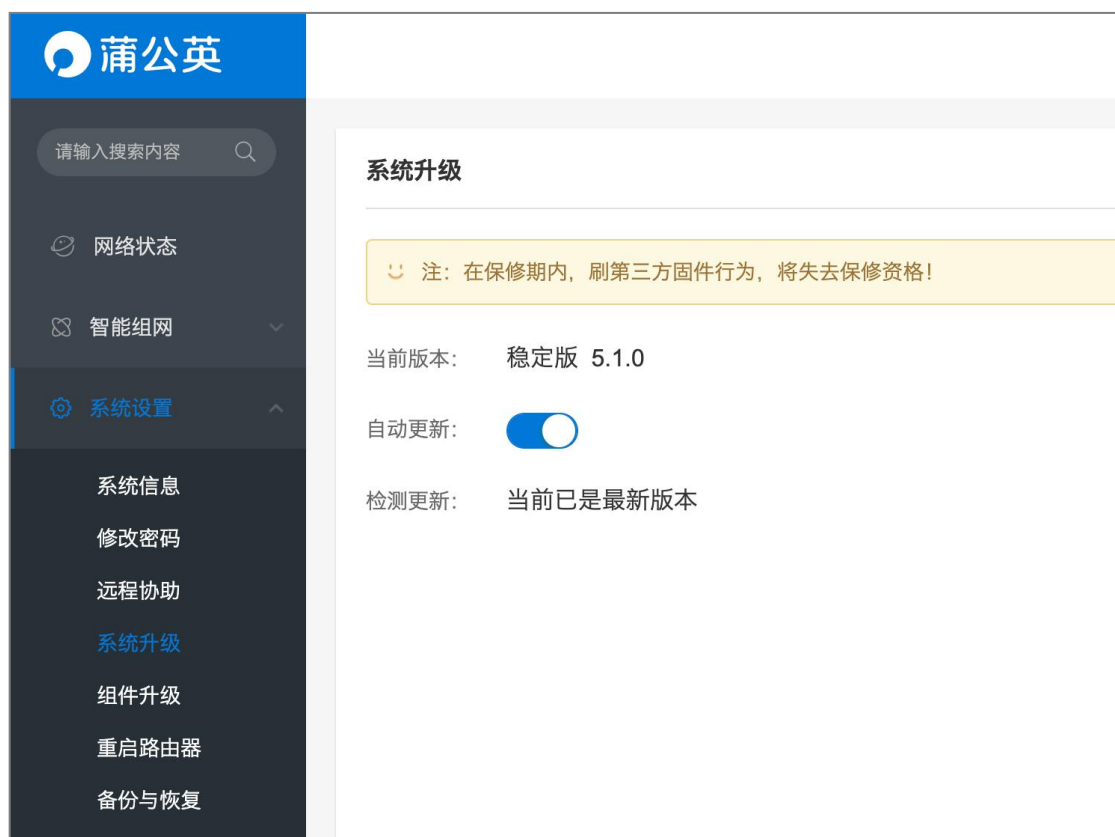 蒲公英
请输入搜索内容
网络状态
智能组网
系统设置
系统信息
修改密码
远程协助
系统升级
组件升级
重启路由器
备份与恢复
系统升级
注：在保修期内，刷第三方固件行为，将失去保修资格！
当前版本： 稳定版 5.1.0
自动更新：
检测更新： 当前已是最新版本